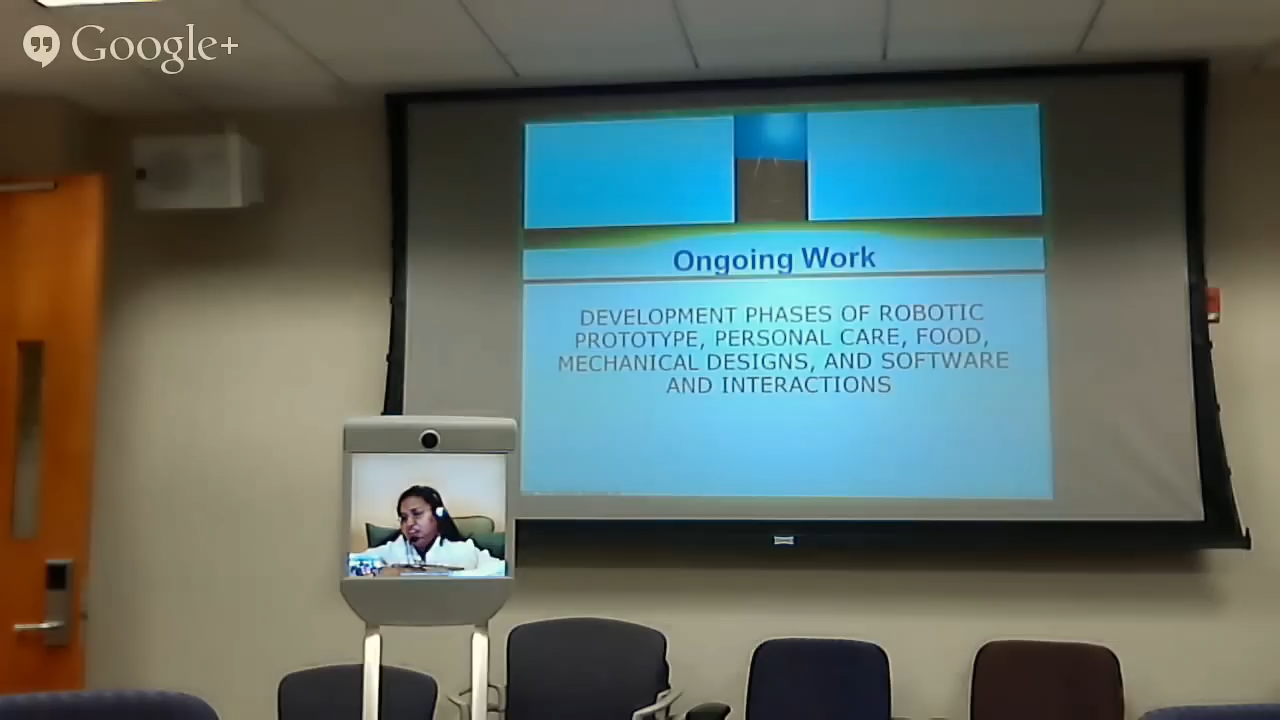 Google+
Ongoing Work
DEVELOPMENT PHASES OF ROBOTIC
PROTOTYPE, PERSONAL CARE, FOOD,
MECHANICAL DESIGNS, AND SOFTWARE
AND INTERACTIONS